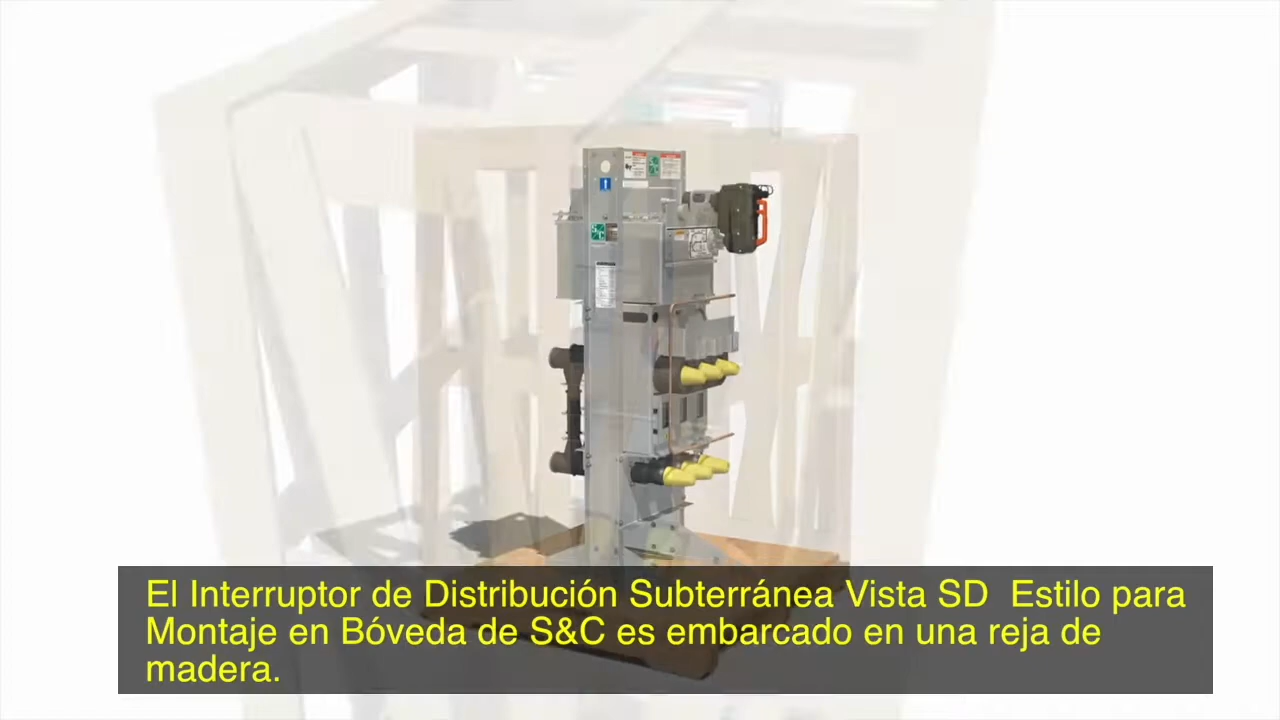 S&C
El Interruptor de Distribución Subterránea Vista SD  Estilo para
Montaje en Bóveda de S&C es embarcado en una reja de
madera.